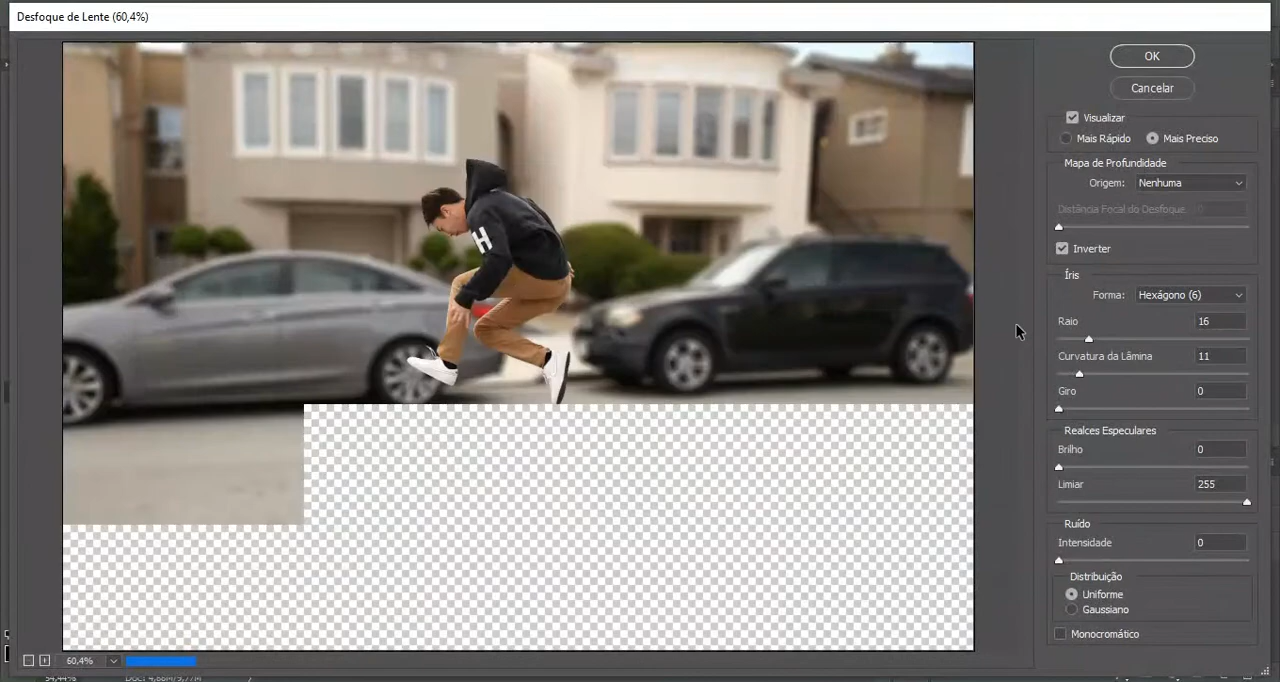 Desfoque de Lente (60,4%)
OK
Cancelar
Visualizar
Mais Rápido
Mais Preciso
Mapa de Profundidade
Origem: Nenhuma
Distância Focal do Desfoque 0
Inverter
Íris
Forma: Hexágono (6)
Raio 16
Curvatura da Lâmina 11
Giro 0
Realces Especulares
Brilho 0
Limiar 255
Ruído
Intensidade 0
Distribuição
Uniforme
Gaussiano
Monocromático
H
60,4%